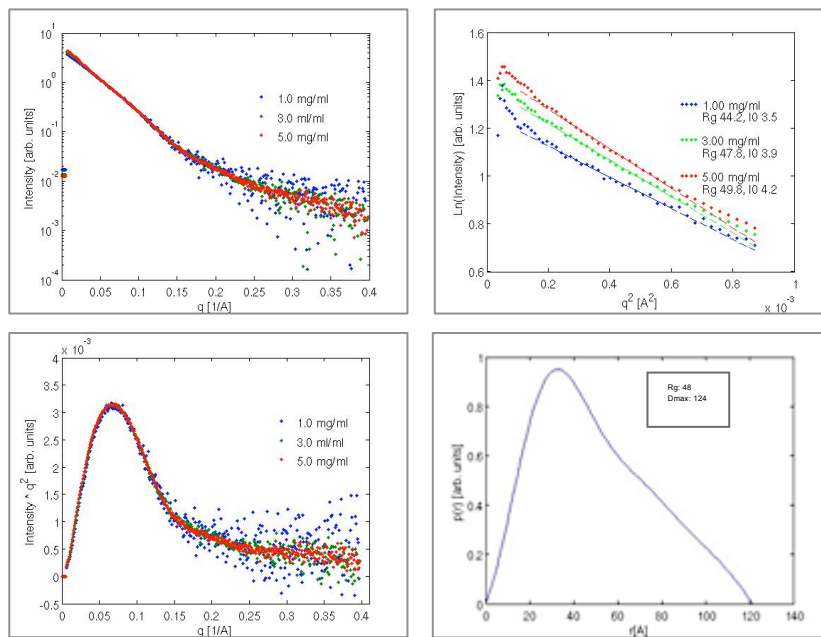 10^1
10^0
10^-1
10^-2
10^-3
10^-4
Intensity [arb. units]
0 0.05 0.1 0.15 0.2 0.25 0.3 0.35 0.4
q [1/A]
1.0 mg/ml
3.0 ml/ml
5.0 mg/ml
1.6
1.4
1.2
1
0.8
0.6
Ln(Intensity) [arb. units]
0 0.2 0.4 0.6 0.8 1
q^2 [A^2]
x 10^-3
1.00 mg/ml
Rg 44.2, I0 3.5
3.00 mg/ml
Rg 47.8, I0 3.9
5.00 mg/ml
Rg 49.8, I0 4.2
x 10^-3
4
3.5
3
2.5
2
1.5
1
0.5
0
-0.5
Intensity * q^2 [arb. units]
0 0.05 0.1 0.15 0.2 0.25 0.3 0.35 0.4
q [1/A]
1.0 mg/ml
3.0 ml/ml
5.0 mg/ml
1
0.8
0.6
0.4
0.2
0
p(r) [arb. units]
0 20 40 60 80 100 120 140
r[A]
Rg: 48
Dmax: 124